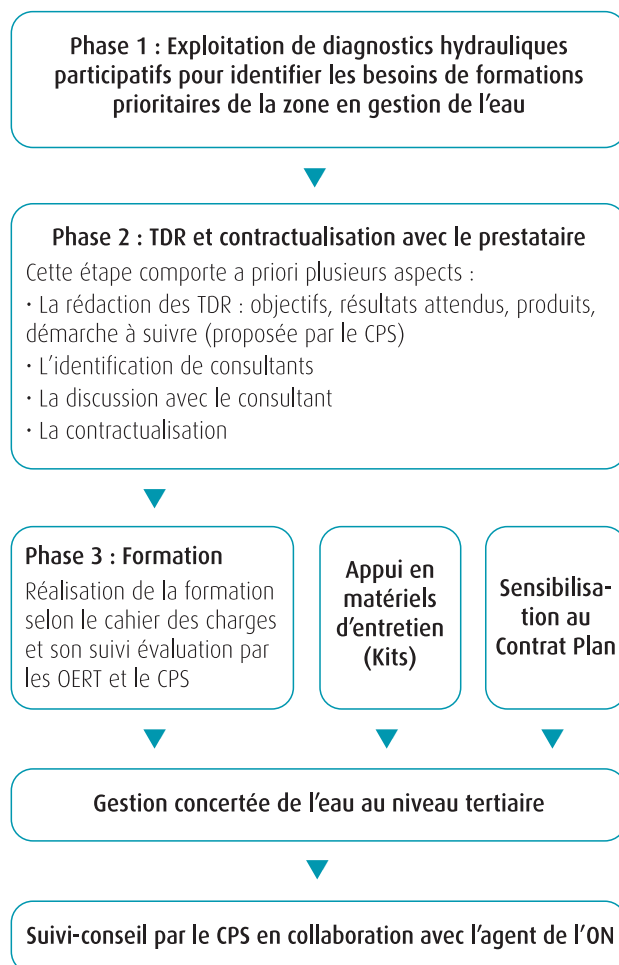 Phase 1 : Exploitation de diagnostics hydrauliques
participatifs pour identifier les besoins de formations
prioritaires de la zone en gestion de l'eau
Phase 2 : TDR et contractualisation avec le prestataire
Cette étape comporte a priori plusieurs aspects :
• La rédaction des TDR : objectifs, résultats attendus, produits,
démarche à suivre (proposée par le CPS)
• L'identification de consultants
• La discussion avec le consultant
• La contractualisation
Phase 3 : Formation
Réalisation de la formation
selon le cahier des charges
et son suivi évaluation par
les OERT et le CPS
Appui en
matériels
d'entretien
(Kits)
Sensibilisa-
tion au
Contrat Plan
Gestion concertée de l'eau au niveau tertiaire
Suivi-conseil par le CPS en collaboration avec l'agent de l'ON